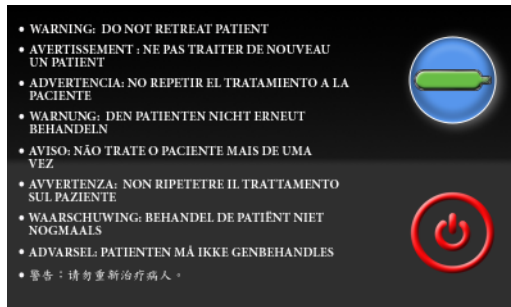 • WARNING: DO NOT RETREAT PATIENT
• AVERTISSEMENT : NE PAS TRAITER DE NOUVEAU
UN PATIENT
• ADVERTENCIA: NO REPETIR EL TRATAMIENTO A LA
PACIENTE
• WARNUNG: DEN PATIENTEN NICHT ERNEUT
BEHANDELN
• AVISO: NÃO TRATE O PACIENTE MAIS DE UMA
VEZ
• AVVERTENZA: NON RIPETETRE IL TRATTAMENTO
SUL PAZIENTE
• WAARSCHUWING: BEHANDEL DE PATIËNT NIET
NOGMAALS
• ADVARSEL: PATIENTEN MÅ IKKE GENBEHANDLES
• 警告：请勿重新治疗病人。